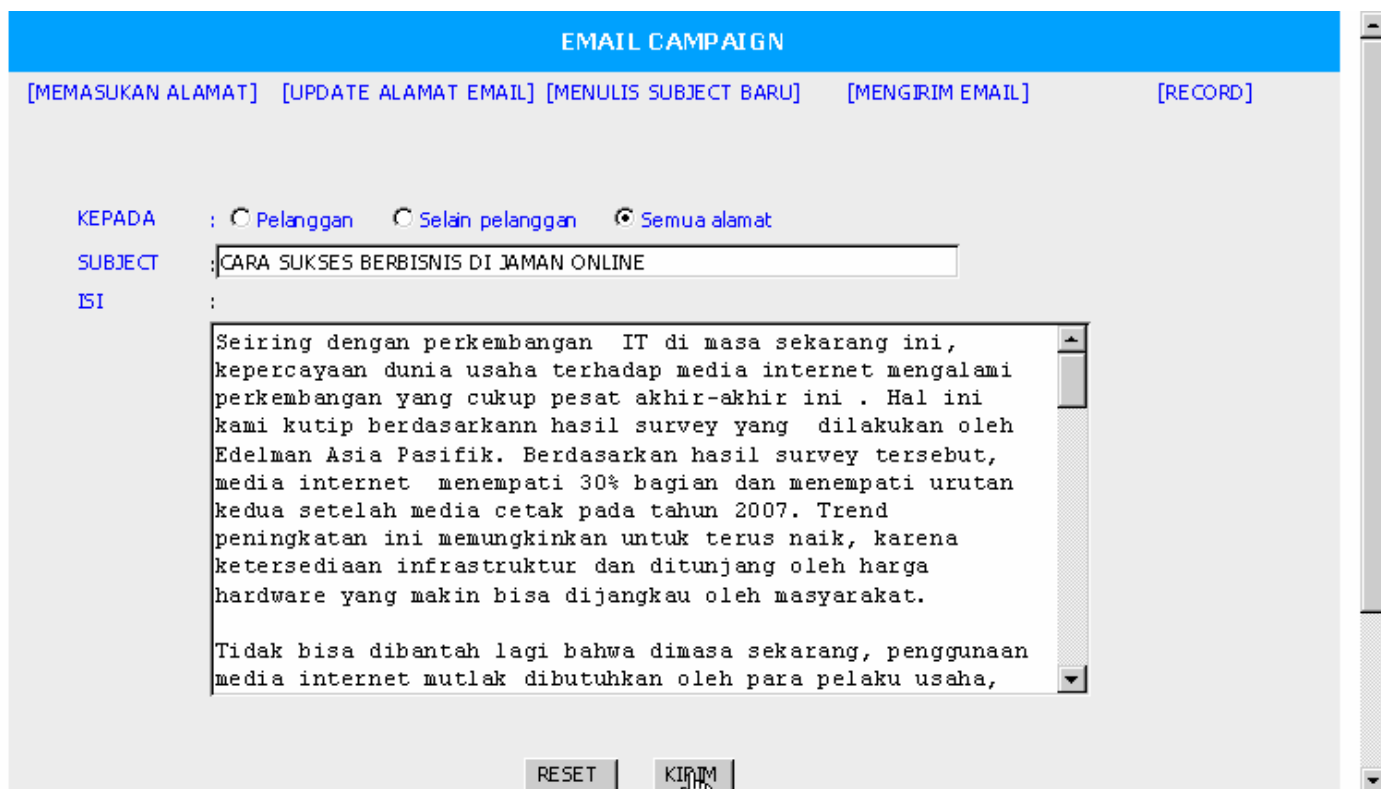 EMAIL CAMPAIGN
[MEMASUKAN ALAMAT] [UPDATE ALAMAT EMAIL] [MENULIS SUBJECT BARU] [MENGIRIM EMAIL] [RECORD]
KEPADA : Pelanggan Selain pelanggan Semua alamat
SUBJECT : CARA SUKSES BERBISNIS DI JAMAN ONLINE
ISI :
Seiring dengan perkembangan IT di masa sekarang ini,
kepercayaan dunia usaha terhadap media internet mengalami
perkembangan yang cukup pesat akhir-akhir ini . Hal ini
kami kutip berdasarkann hasil survey yang dilakukan oleh
Edelman Asia Pasifik. Berdasarkan hasil survey tersebut,
media internet menempati 30% bagian dan menempati urutan
kedua setelah media cetak pada tahun 2007. Trend
peningkatan ini memungkinkan untuk terus naik, karena
ketersediaan infrastruktur dan ditunjang oleh harga
hardware yang makin bisa dijangkau oleh masyarakat.
Tidak bisa dibantah lagi bahwa dimasa sekarang, penggunaan
media internet mutlak dibutuhkan oleh para pelaku usaha,
RESET KIRIM